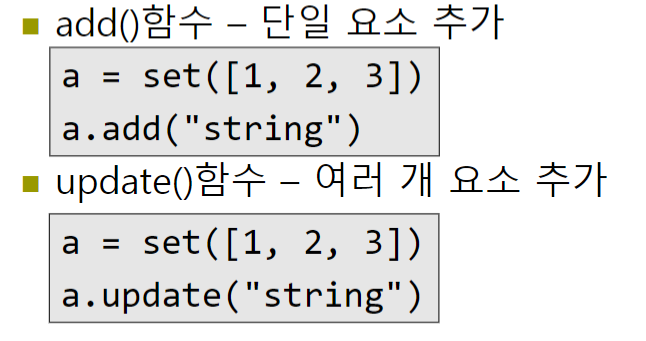 ■ add()함수 – 단일 요소 추가
a = set([1, 2, 3])
a.add("string")
■ update()함수 – 여러 개 요소 추가
a = set([1, 2, 3])
a.update("string")